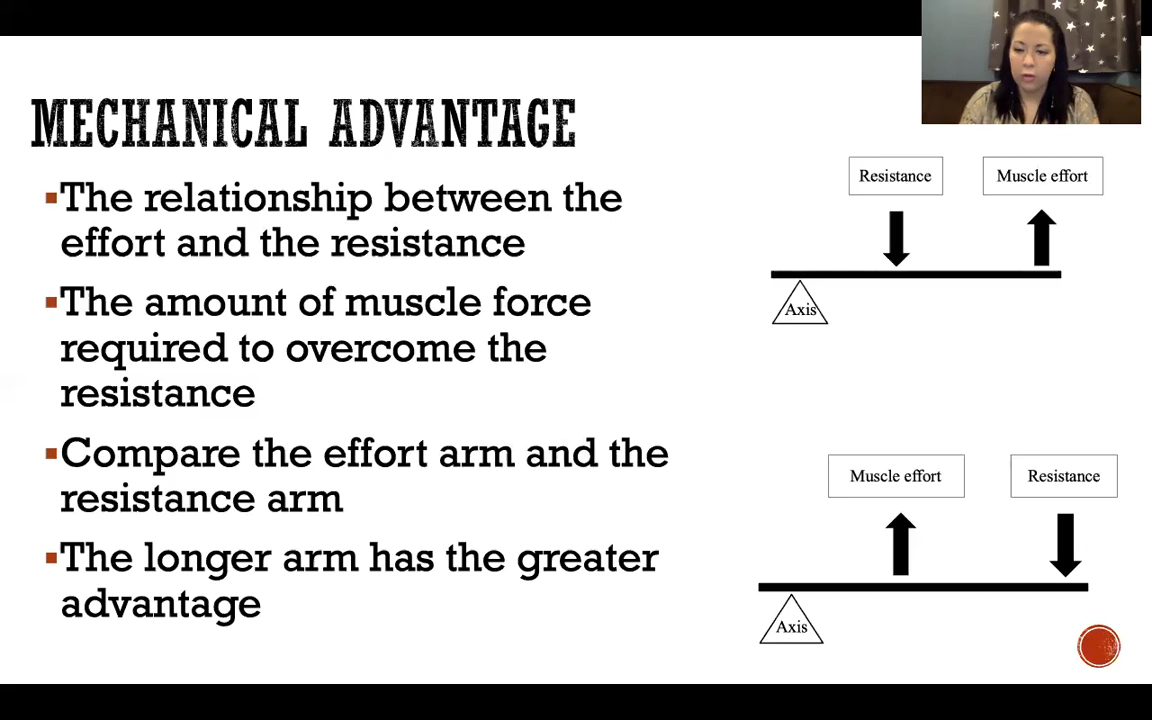 MECHANICAL ADVANTAGE
▪The relationship between the
effort and the resistance
▪The amount of muscle force
required to overcome the
resistance
▪Compare the effort arm and the
resistance arm
▪The longer arm has the greater
advantage
Resistance
Muscle effort
Axis
Muscle effort
Resistance
Axis